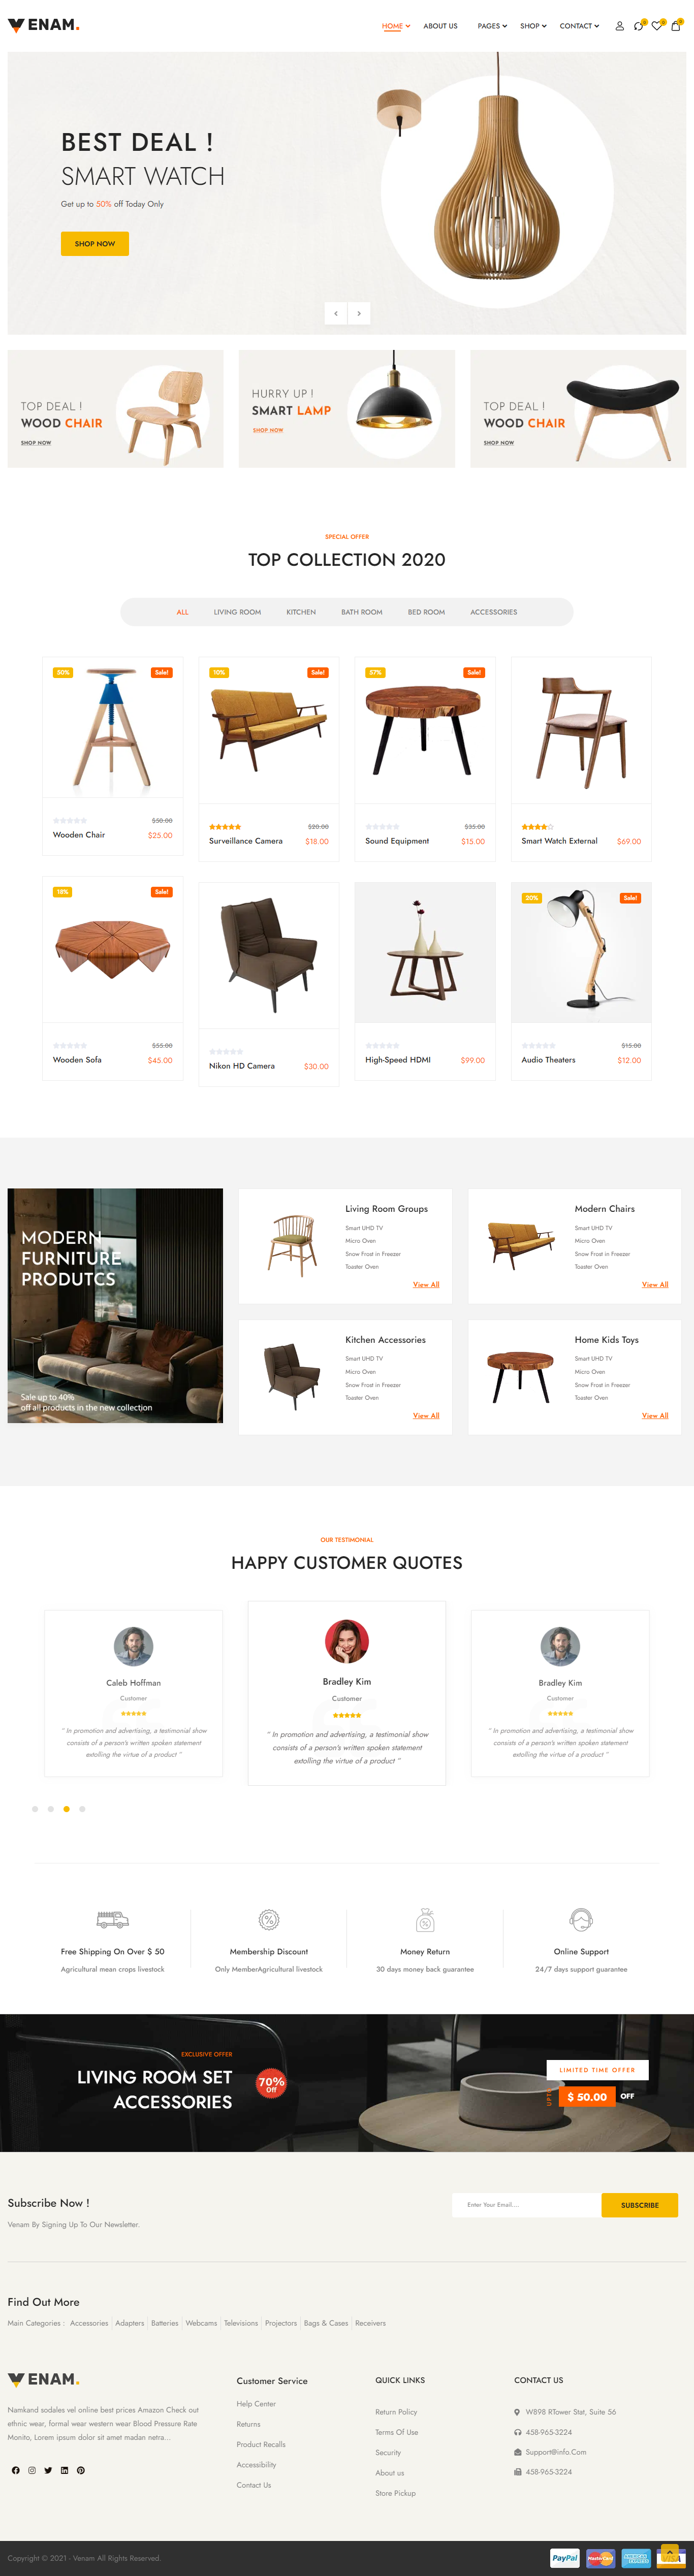 VENAM.
HOME
ABOUT US
PAGES
SHOP
CONTACT
0
0
0
BEST DEAL !
SMART WATCH
Get up to 50% off Today Only
SHOP NOW
TOP DEAL !
WOOD CHAIR
SHOP NOW
HURRY UP !
SMART LAMP
SHOP NOW
TOP DEAL !
WOOD CHAIR
SHOP NOW
SPECIAL OFFER
TOP COLLECTION 2020
ALL
LIVING ROOM
KITCHEN
BATH ROOM
BED ROOM
ACCESSORIES
50%
Sale!
$50.00
Wooden Chair
$25.00
10%
Sale!
$20.00
Surveillance Camera
$18.00
57%
Sale!
$35.00
Sound Equipment
$15.00
Smart Watch External
$69.00
18%
Sale!
$55.00
Wooden Sofa
$45.00
Nikon HD Camera
$30.00
High-Speed HDMI
$99.00
20%
Sale!
$15.00
Audio Theaters
$12.00
MODERN
FURNITURE
PRODUTCS
Sale up to 40%
off all products in the new collection
Living Room Groups
Smart UHD TV
Micro Oven
Snow Frost in Freezer
Toaster Oven
View All
Modern Chairs
Smart UHD TV
Micro Oven
Snow Frost in Freezer
Toaster Oven
View All
Kitchen Accessories
Smart UHD TV
Micro Oven
Snow Frost in Freezer
Toaster Oven
View All
Home Kids Toys
Smart UHD TV
Micro Oven
Snow Frost in Freezer
Toaster Oven
View All
OUR TESTIMONIAL
HAPPY CUSTOMER QUOTES
Caleb Hoffman
Customer
“ In promotion and advertising, a testimonial show
consists of a person's written spoken statement
extolling the virtue of a product ”
Bradley Kim
Customer
“ In promotion and advertising, a testimonial show
consists of a person's written spoken statement
extolling the virtue of a product ”
Bradley Kim
Customer
“ In promotion and advertising, a testimonial show
consists of a person's written spoken statement
extolling the virtue of a product ”
Free Shipping On Over $ 50
Agricultural mean crops livestock
Membership Discount
Only MemberAgricultural livestock
Money Return
30 days money back guarantee
Online Support
24/7 days support guarantee
EXCLUSIVE OFFER
LIVING ROOM SET
ACCESSORIES
70%
Off
LIMITED TIME OFFER
UPTO
$ 50.00
OFF
Subscribe Now !
Venam By Signing Up To Our Newsletter.
Enter Your Email....
SUBSCRIBE
Find Out More
Main Categories : Accessories Adapters Batteries Webcams Televisions Projectors Bags & Cases Receivers
VENAM.
Namkand sodales vel online best prices Amazon Check out
ethnic wear, formal wear western wear Blood Pressure Rate
Monito, Lorem ipsum dolor sit amet madan netra...
Customer Service
Help Center
Returns
Product Recalls
Accessibility
Contact Us
QUICK LINKS
Return Policy
Terms Of Use
Security
About us
Store Pickup
CONTACT US
W898 RTower Stat, Suite 56
458-965-3224
Support@info.Com
458-965-3224
Copyright © 2021 - Venam All Rights Reserved.
PayPal
MasterCard
VISA